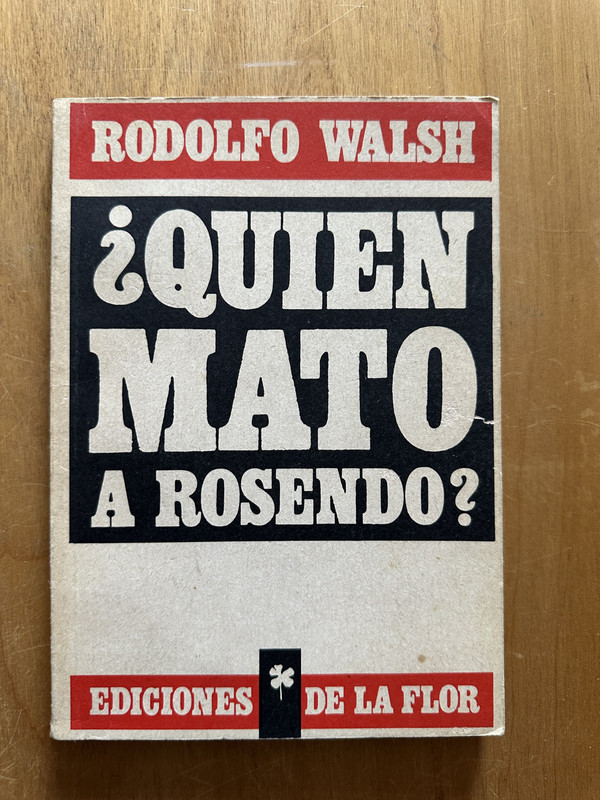 RODOLFO WALSH
¿QUIEN
MATO
A ROSENDO?
EDICIONES DE LA FLOR